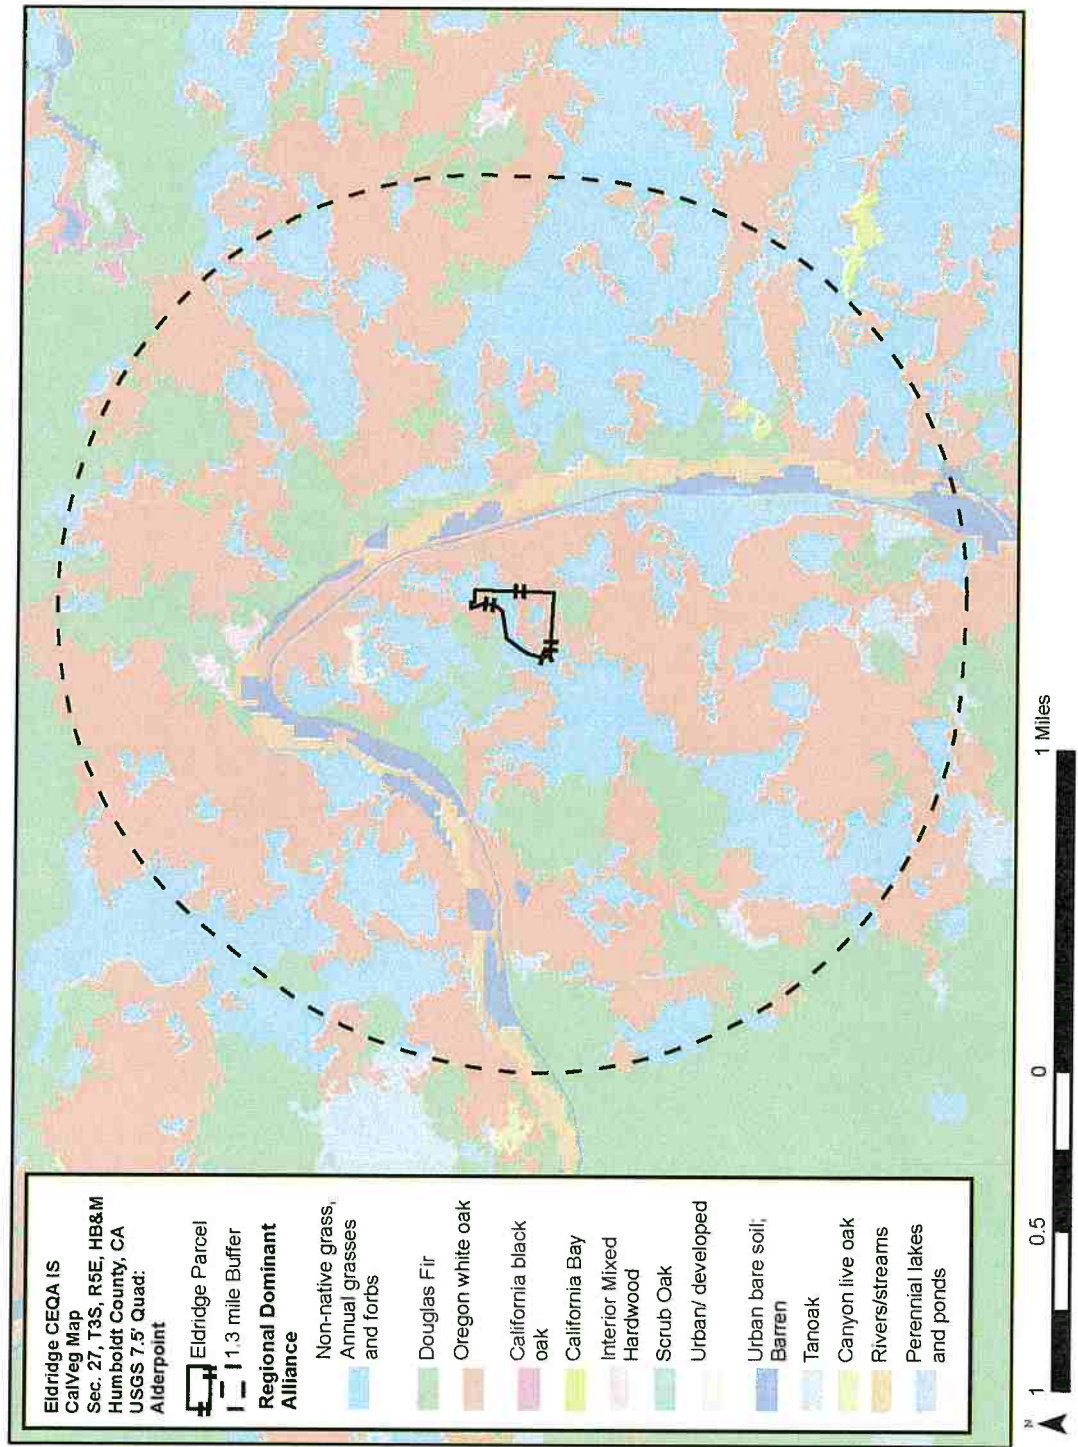 Eldridge CEQA IS
CalVeg Map
Sec. 27, T3S, R5E, HB&M
Humboldt County, CA
USGS 7.5' Quad:
Alderpoint
Eldridge Parcel
1.3 mile Buffer
Regional Dominant
Alliance
Non-native grass,
Annual grasses
and forbs
Douglas Fir
Oregon white oak
California black
oak
California Bay
Interior Mixed
Hardwood
Scrub Oak
Urban/ developed
Urban bare soil;
Barren
Tanoak
Canyon live oak
Rivers/streams
Perennial lakes
and ponds
N
1 0.5 0 1 Miles